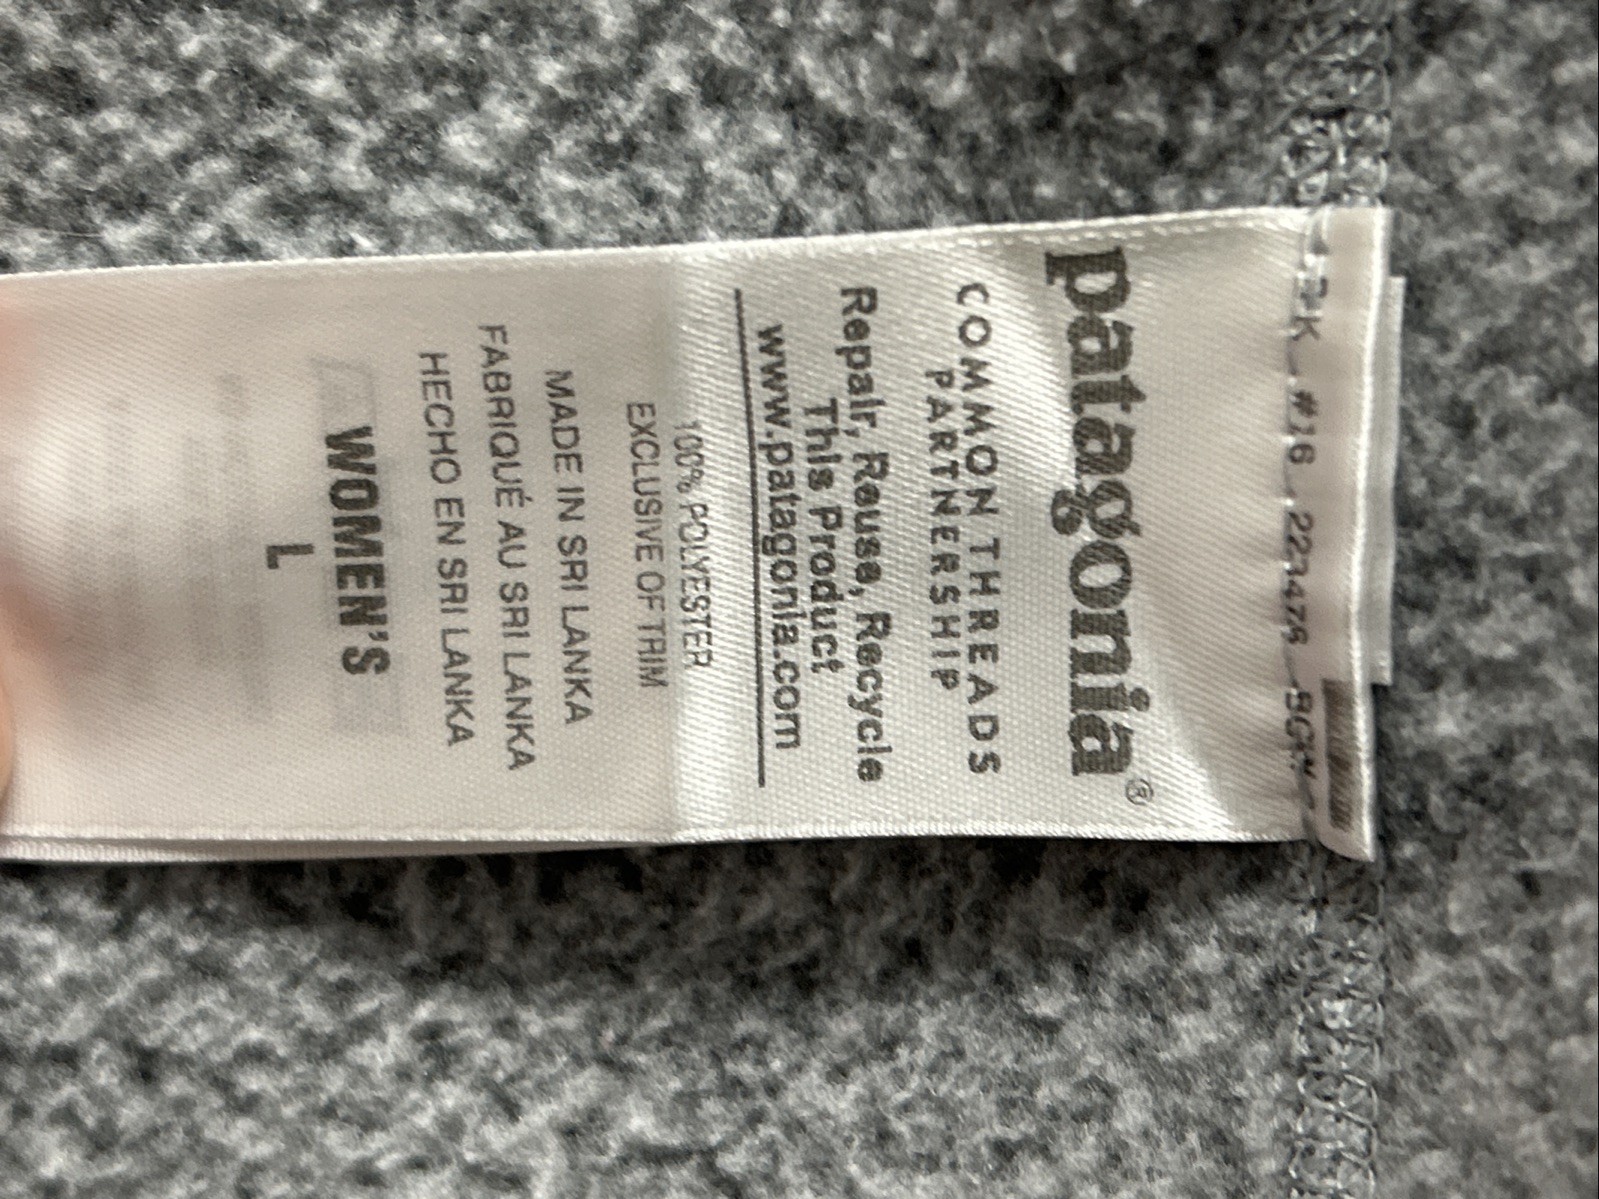 patagonia®
COMMON THREADS
PARTNERSHIP
Repair, Reuse, Recycle
This Product
www.patagonia.com
100% POLYESTER
EXCLUSIVE OF TRIM
MADE IN SRI LANKA
FABRIQUÉ AU SRI LANKA
HECHO EN SRI LANKA
WOMEN'S
L
#16